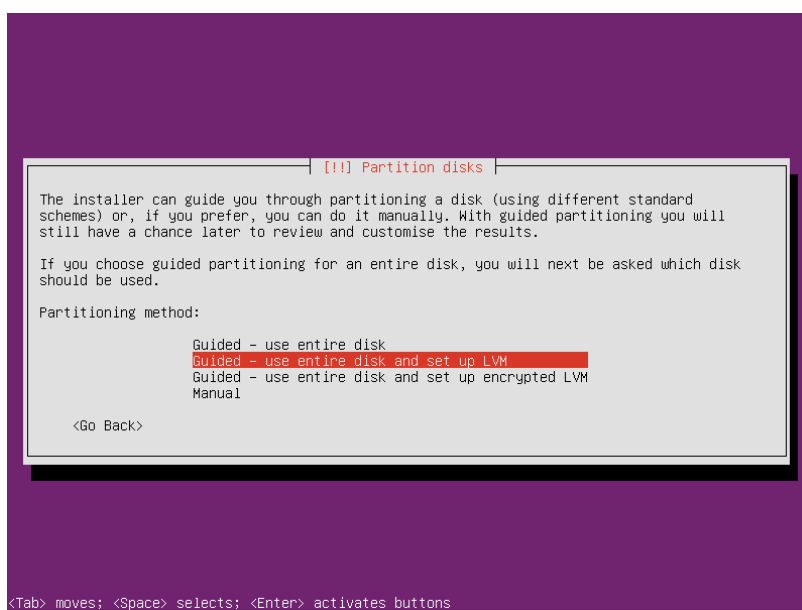 [!!] Partition disks
The installer can guide you through partitioning a disk (using different standard
schemes) or, if you prefer, you can do it manually. With guided partitioning you will
still have a chance later to review and customise the results.
If you choose guided partitioning for an entire disk, you will next be asked which disk
should be used.
Partitioning method:
Guided - use entire disk
Guided - use entire disk and set up LVM
Guided - use entire disk and set up encrypted LVM
Manual
<Go Back>
<Tab> moves; <Space> selects; <Enter> activates buttons